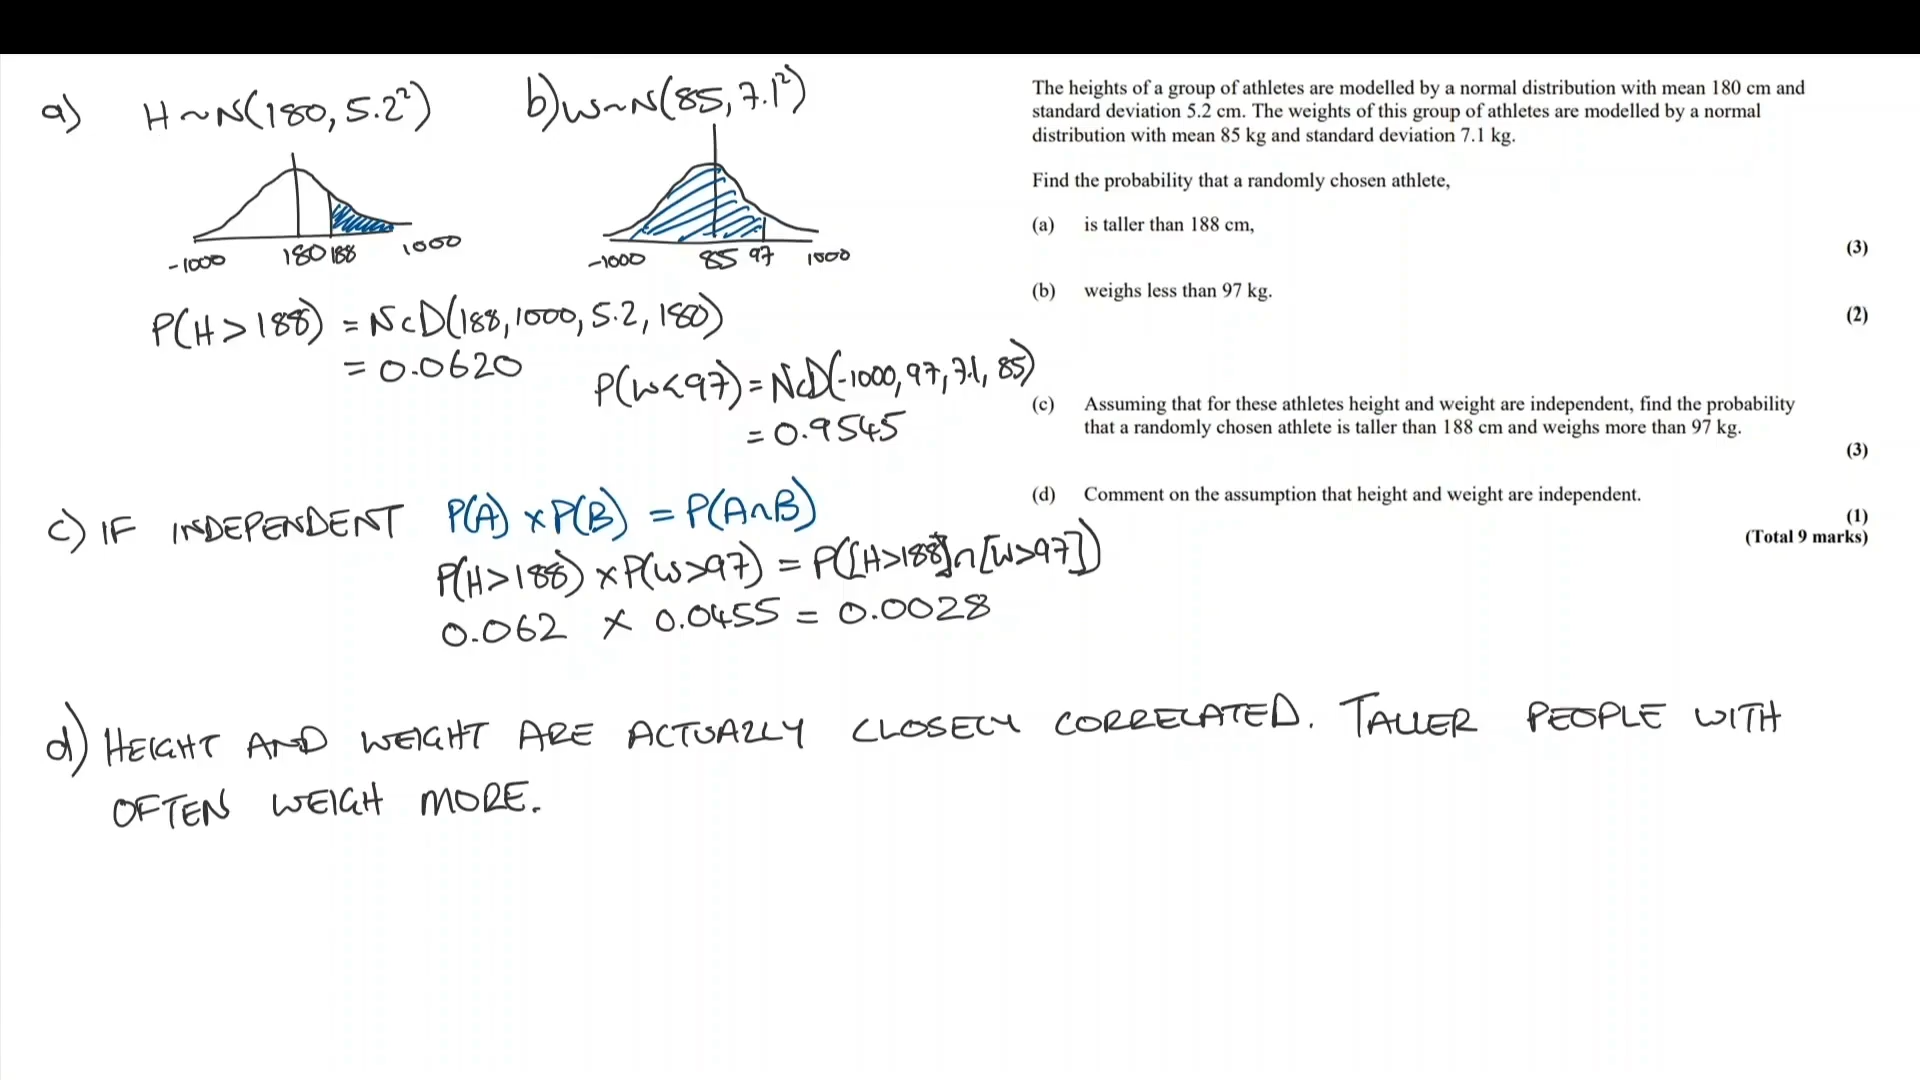 a) H~N(180, 5.2²)
-1000 180 188 1000
P(H>188) = NcD(188, 1000, 5.2, 180)
= 0.0620
b) W~N(85, 7.1²)
-1000 85 97 1000
P(W<97) = NcD(-1000, 97, 7.1, 85)
= 0.9545
c) IF INDEPENDENT P(A) × P(B) = P(A∩B)
P(H>188) × P(W>97) = P([H>188]∩[W>97])
0.062 × 0.0455 = 0.0028
d) HEIGHT AND WEIGHT ARE ACTUALLY CLOSELY CORRELATED. TALLER PEOPLE WITH
OFTEN WEIGH MORE.
The heights of a group of athletes are modelled by a normal distribution with mean 180 cm and
standard deviation 5.2 cm. The weights of this group of athletes are modelled by a normal
distribution with mean 85 kg and standard deviation 7.1 kg.
Find the probability that a randomly chosen athlete,
(a) is taller than 188 cm,
(3)
(b) weighs less than 97 kg.
(2)
(c) Assuming that for these athletes height and weight are independent, find the probability
that a randomly chosen athlete is taller than 188 cm and weighs more than 97 kg.
(3)
(d) Comment on the assumption that height and weight are independent.
(1)
(Total 9 marks)